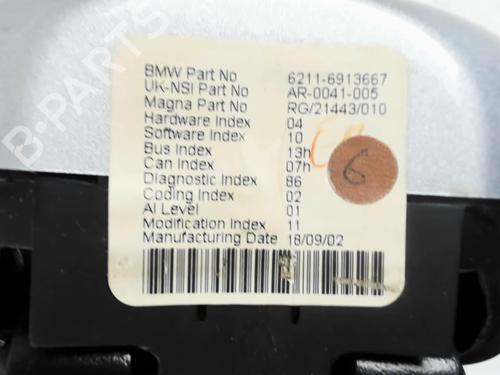 BMW Part No 6211-6913667
UK-NSI Part No AR-0041-005
Magna Part No RG/21443/010
Hardware Index 04
Software Index 10
Bus Index 13h
Can Index 07h
Diagnostic Index 86
Coding Index 02
AI Level 01
Modification Index 11
Manufacturing Date 18/09/02
6